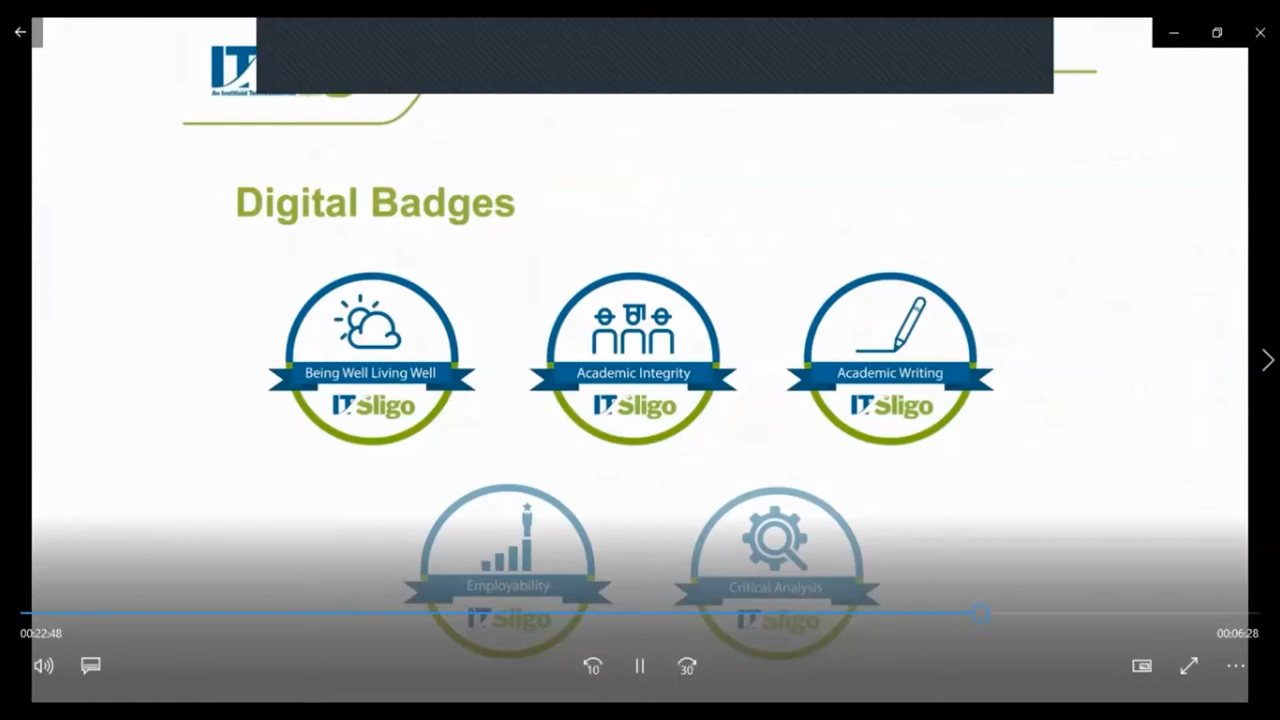 IT
Digital Badges
Being Well Living Well
ITSligo
Academic Integrity
ITSligo
Academic Writing
ITSligo
Employability
ITSligo
Critical Analysis
ITSligo
00:22:48
00:06:28
10
30